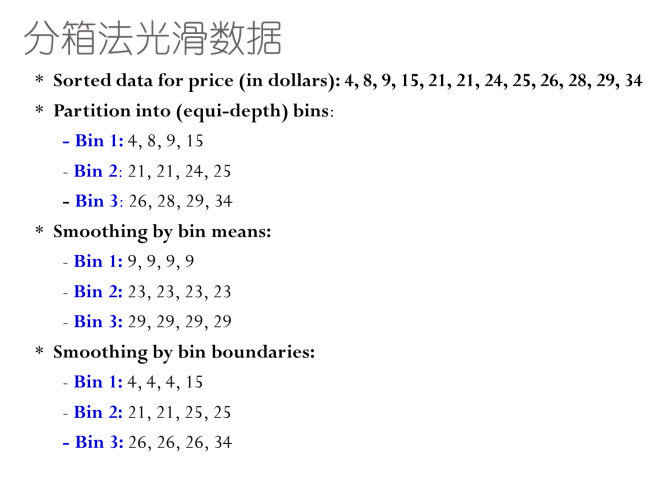 分箱法光滑数据
* Sorted data for price (in dollars): 4, 8, 9, 15, 21, 21, 24, 25, 26, 28, 29, 34
* Partition into (equi-depth) bins:
- Bin 1: 4, 8, 9, 15
- Bin 2: 21, 21, 24, 25
- Bin 3: 26, 28, 29, 34
* Smoothing by bin means:
- Bin 1: 9, 9, 9, 9
- Bin 2: 23, 23, 23, 23
- Bin 3: 29, 29, 29, 29
* Smoothing by bin boundaries:
- Bin 1: 4, 4, 4, 15
- Bin 2: 21, 21, 25, 25
- Bin 3: 26, 26, 26, 34